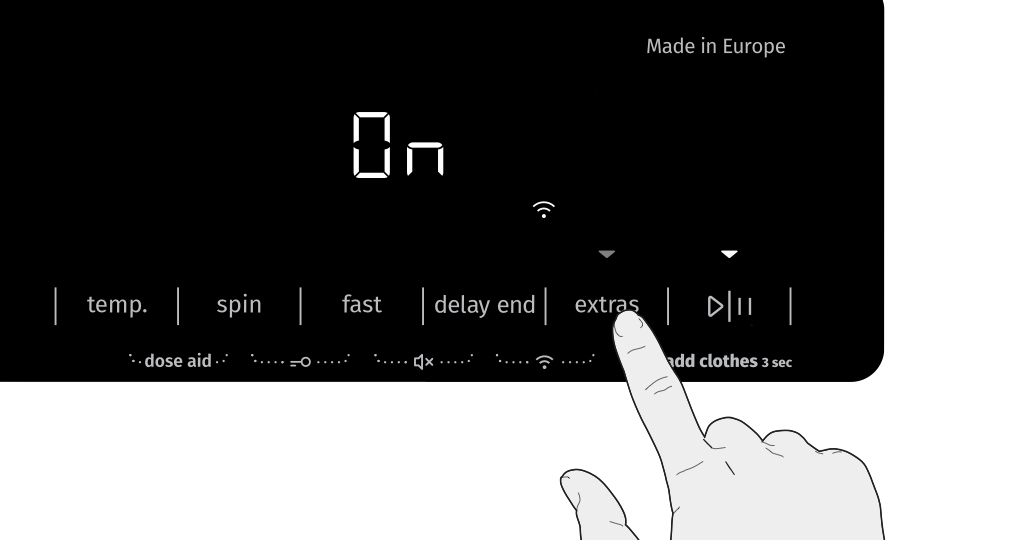 Made in Europe
On
temp. spin fast delay end extras
dose aid add clothes 3 sec